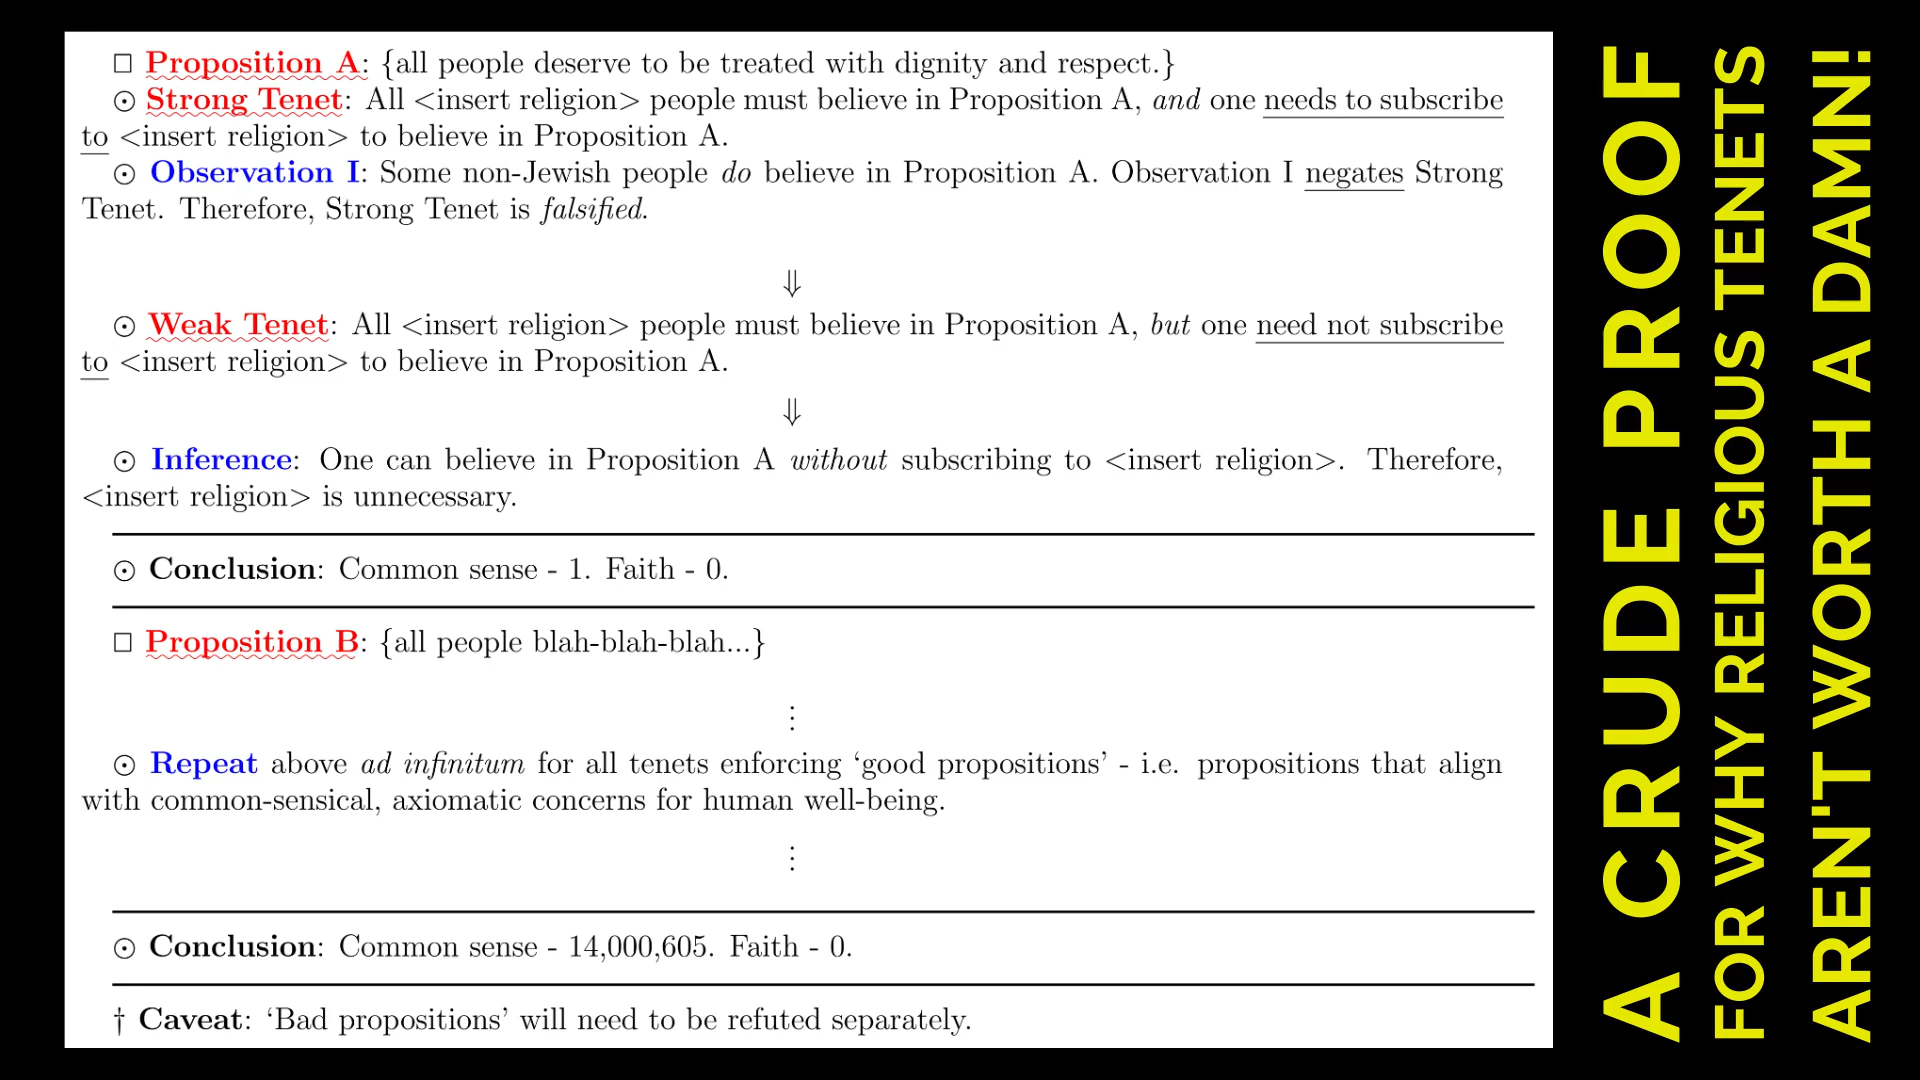 □ Proposition A: {all people deserve to be treated with dignity and respect.}
⊙ Strong Tenet: All <insert religion> people must believe in Proposition A, and one needs to subscribe
to <insert religion> to believe in Proposition A.
⊙ Observation I: Some non-Jewish people do believe in Proposition A. Observation I negates Strong
Tenet. Therefore, Strong Tenet is falsified.
⇓
⊙ Weak Tenet: All <insert religion> people must believe in Proposition A, but one need not subscribe
to <insert religion> to believe in Proposition A.
⇓
⊙ Inference: One can believe in Proposition A without subscribing to <insert religion>. Therefore,
<insert religion> is unnecessary.
⊙ Conclusion: Common sense - 1. Faith - 0.
□ Proposition B: {all people blah-blah-blah...}
⋮
⊙ Repeat above ad infinitum for all tenets enforcing ‘good propositions’ - i.e. propositions that align
with common-sensical, axiomatic concerns for human well-being.
⋮
⊙ Conclusion: Common sense - 14,000,605. Faith - 0.
† Caveat: ‘Bad propositions’ will need to be refuted separately.
A CRUDE PROOF
FOR WHY RELIGIOUS TENETS
AREN'T WORTH A DAMN!